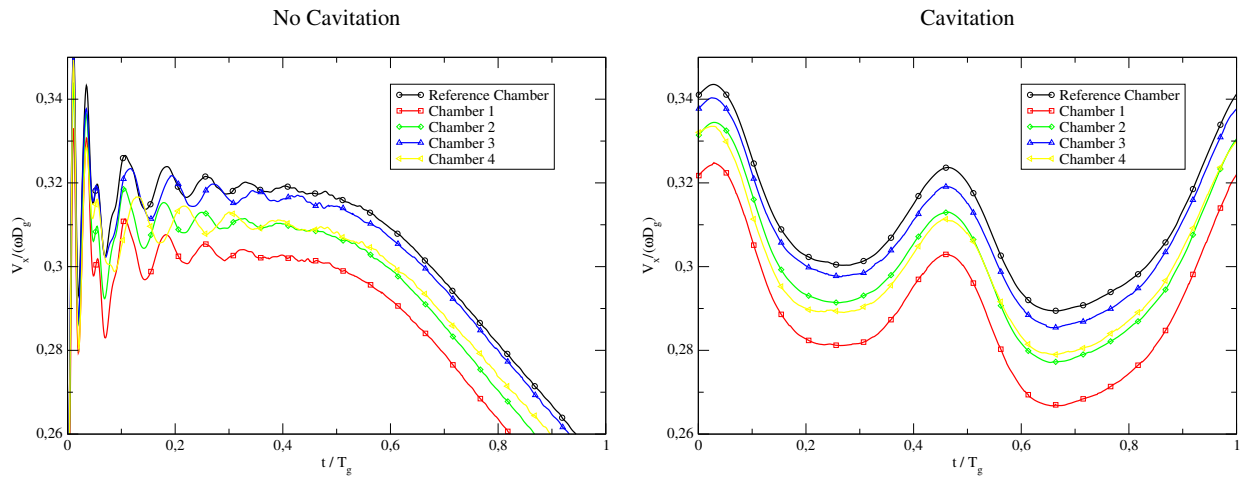 No Cavitation
Cavitation
0,34
0,32
0,3
0,28
0,26
V_x/(ωD_g)
0
0,2
0,4
0,6
0,8
1
t / T_g
Reference Chamber
Chamber 1
Chamber 2
Chamber 3
Chamber 4
0,34
0,32
0,3
0,28
0,26
V_x/(ωD_g)
0
0,2
0,4
0,6
0,8
1
t / T_g
Reference Chamber
Chamber 1
Chamber 2
Chamber 3
Chamber 4